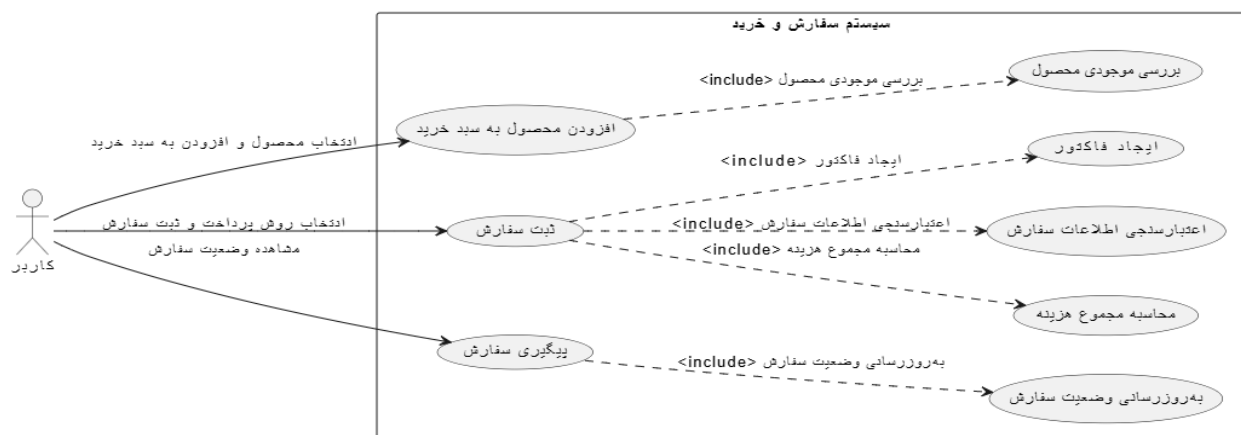 سیستم سفارش و خرید
بررسی موجودی محصول
<include> بررسی موجودی محصول
افزودن محصول به سبد خرید
انتخاب محصول و افزودن به سبد خرید
ایجاد فاکتور
<include> ایجاد فاکتور
انتخاب روش پرداخت و ثبت سفارش
ثبت سفارش
<include> اعتبارسنجی اطلاعات سفارش
اعتبارسنجی اطلاعات سفارش
مشاهده وضعیت سفارش
<include> محاسبه مجموع هزینه
کاربر
محاسبه مجموع هزینه
پیگیری سفارش
<include> به‌روزرسانی وضعیت سفارش
به‌روزرسانی وضعیت سفارش